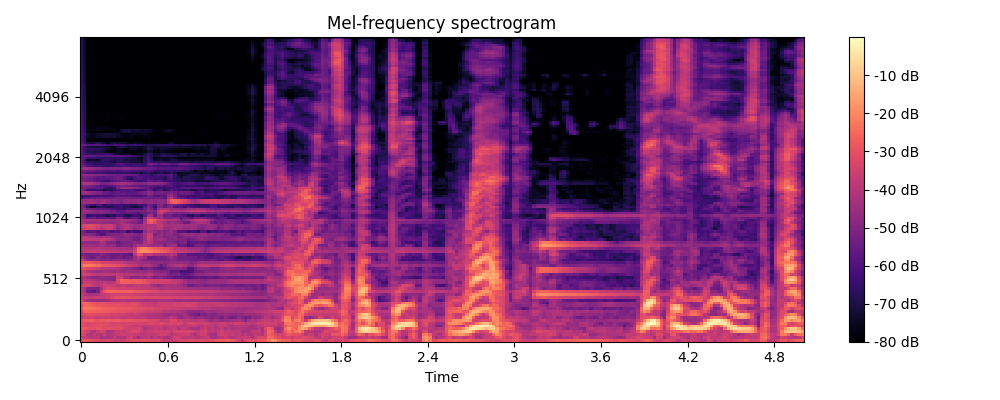 Mel-frequency spectrogram
Hz
4096
2048
1024
512
0
0 0.6 1.2 1.8 2.4 3 3.6 4.2 4.8
Time
-10 dB
-20 dB
-30 dB
-40 dB
-50 dB
-60 dB
-70 dB
-80 dB